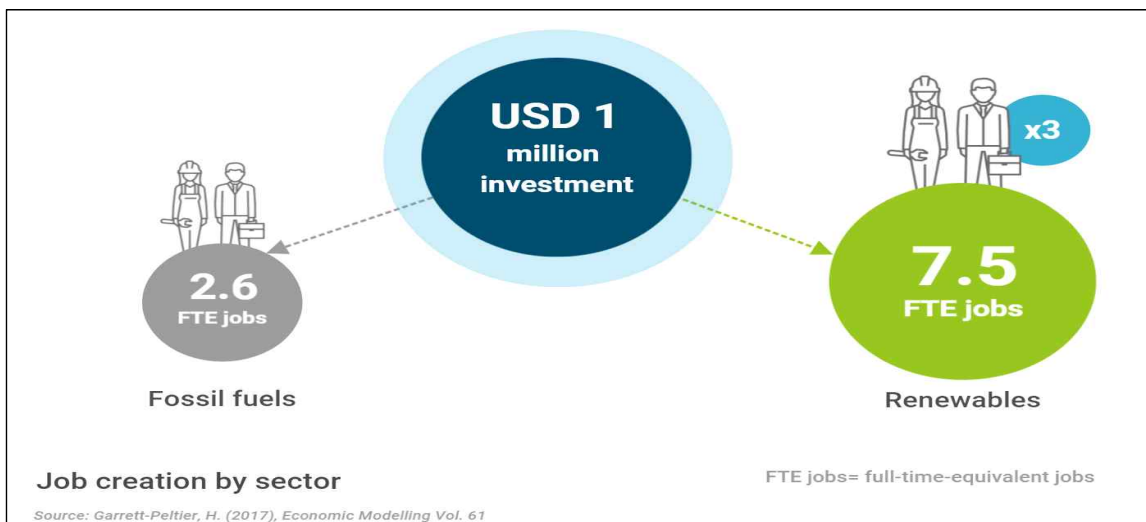 USD 1
million
investment
x3
2.6
FTE jobs
7.5
FTE jobs
Fossil fuels
Renewables
Job creation by sector
FTE jobs= full-time-equivalent jobs
Source: Garrett-Peltier, H. (2017), Economic Modelling Vol. 61